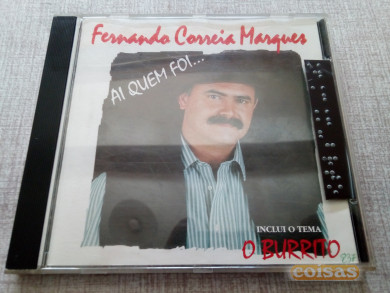 Fernando Correia Marques
AI QUEM FOI...
INCLUI O TEMA
O BURRITO
coisas